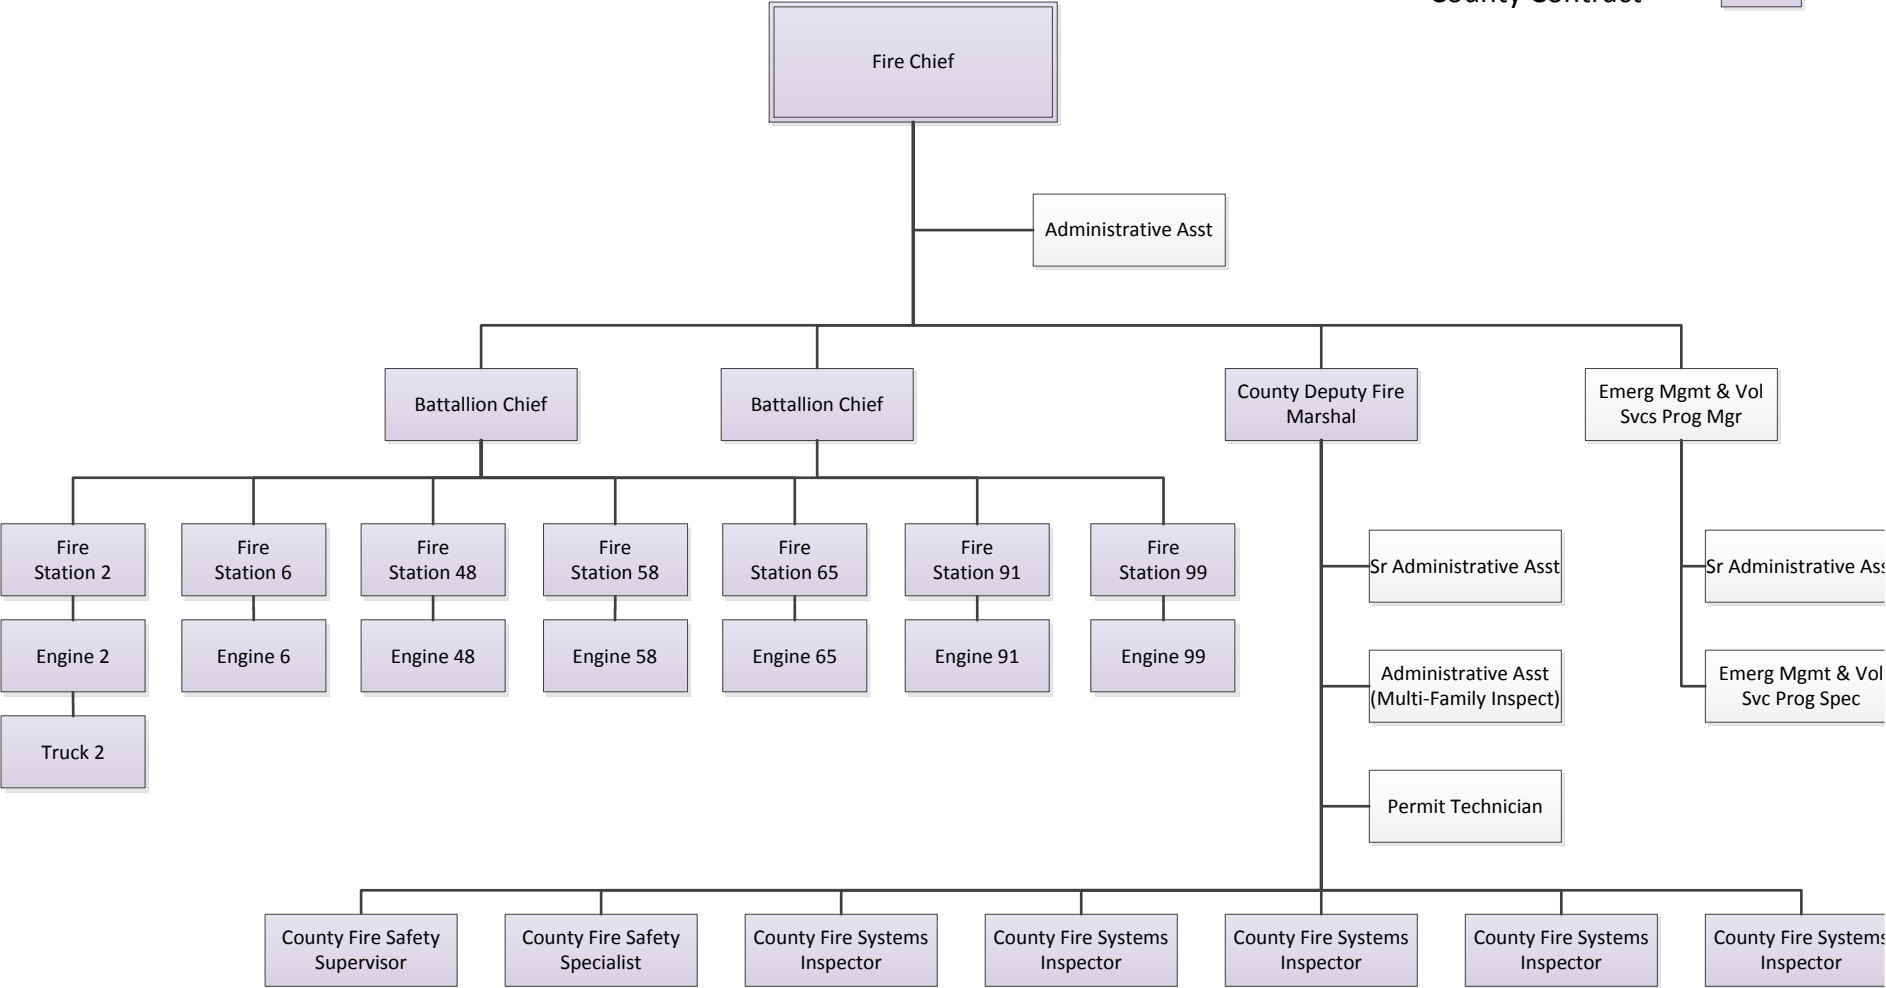 County Contract
Fire Chief
Administrative Asst
Battallion Chief
Battallion Chief
County Deputy Fire
Marshal
Emerg Mgmt & Vol
Svcs Prog Mgr
Fire
Station 2
Fire
Station 6
Fire
Station 48
Fire
Station 58
Fire
Station 65
Fire
Station 91
Fire
Station 99
Engine 2
Engine 6
Engine 48
Engine 58
Engine 65
Engine 91
Engine 99
Truck 2
Sr Administrative Asst
Administrative Asst
(Multi-Family Inspect)
Permit Technician
Sr Administrative Ass
Emerg Mgmt & Vol
Svc Prog Spec
County Fire Safety
Supervisor
County Fire Safety
Specialist
County Fire Systems
Inspector
County Fire Systems
Inspector
County Fire Systems
Inspector
County Fire Systems
Inspector
County Fire Systems
Inspector